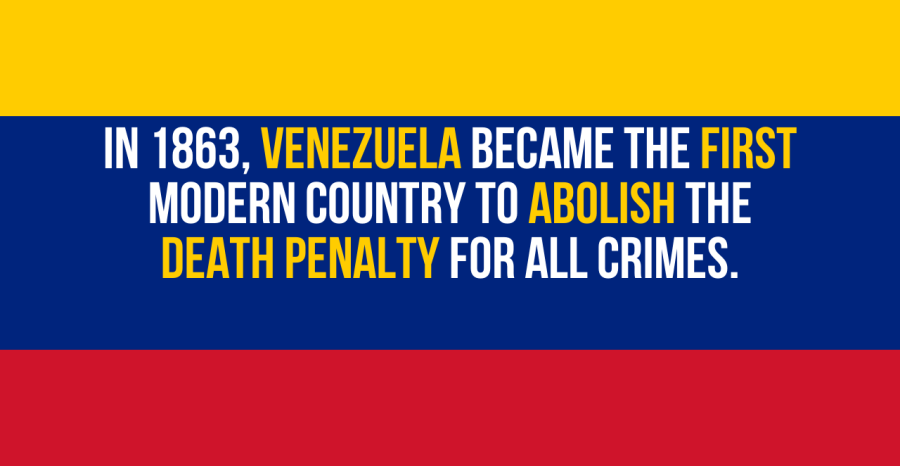 IN 1863, VENEZUELA BECAME THE FIRST
MODERN COUNTRY TO ABOLISH THE
DEATH PENALTY FOR ALL CRIMES.